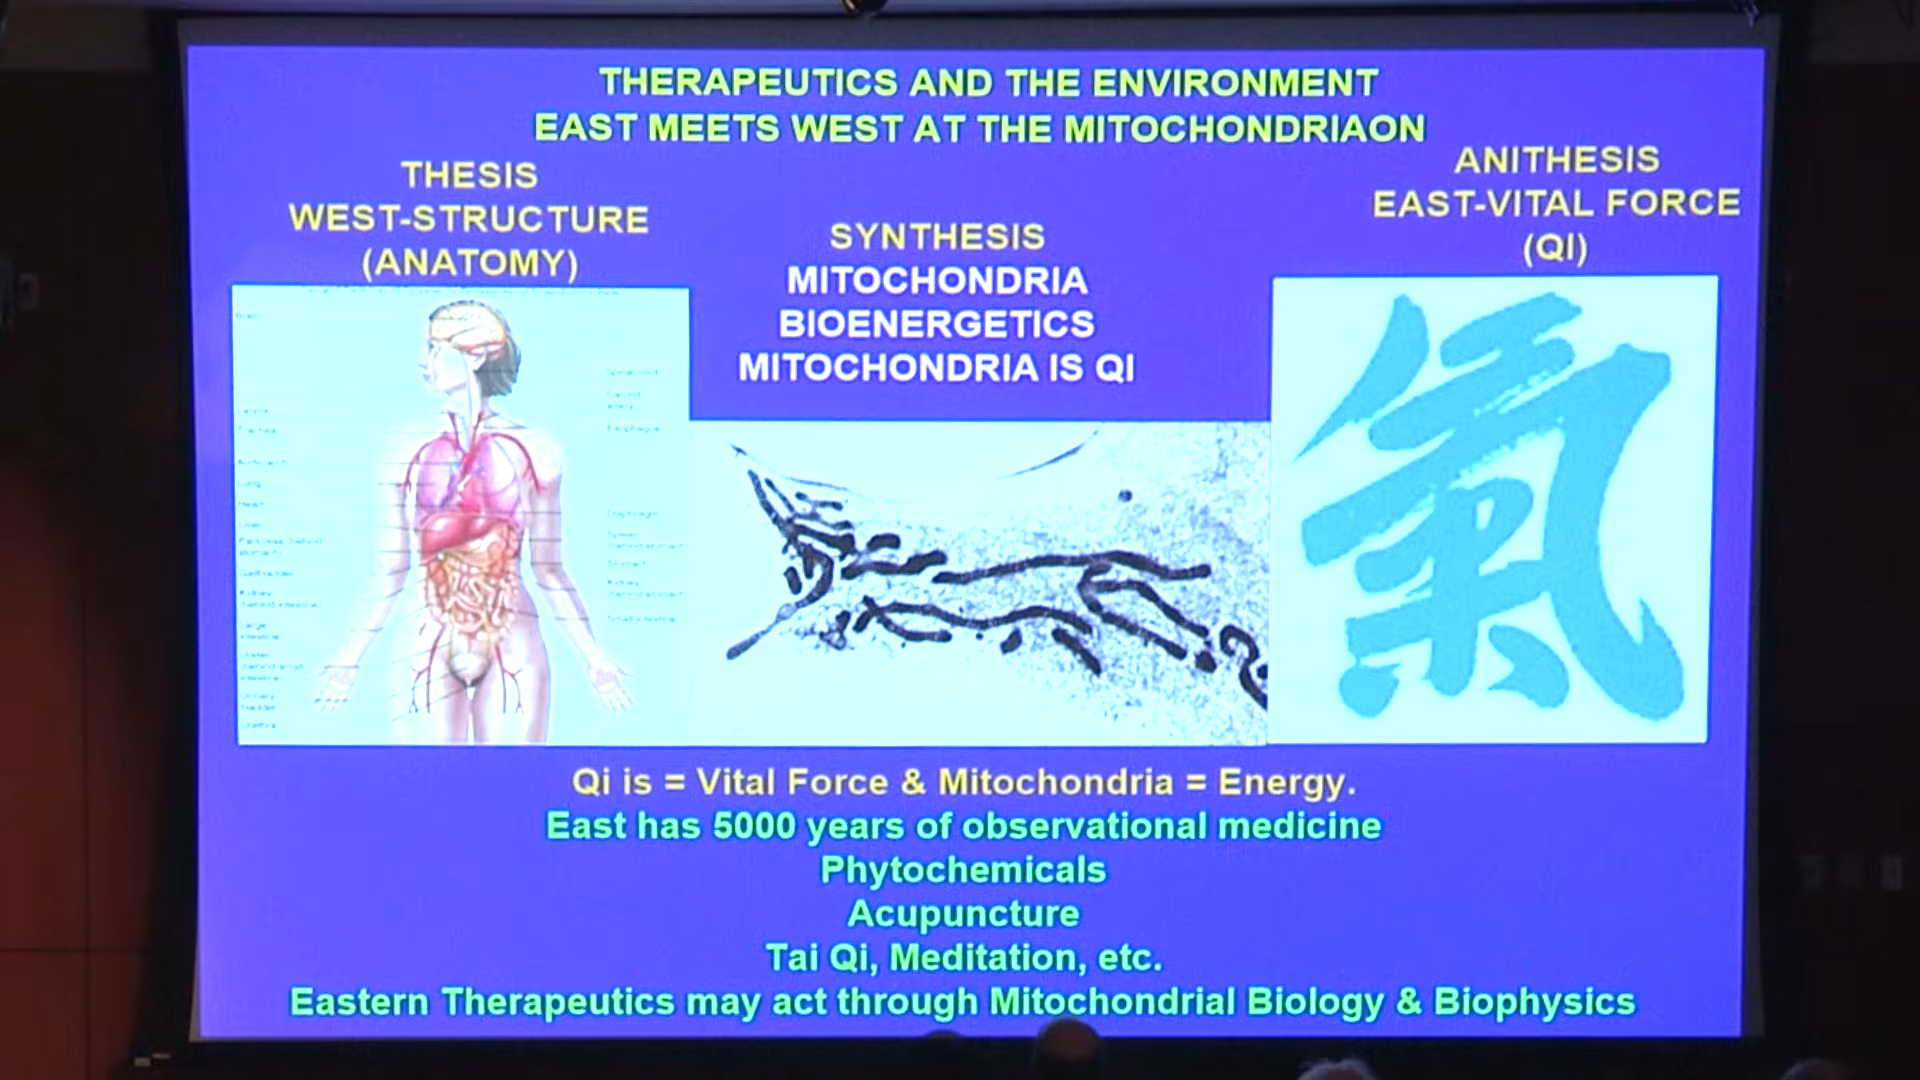 THERAPEUTICS AND THE ENVIRONMENT
EAST MEETS WEST AT THE MITOCHONDRIAON
THESIS
WEST-STRUCTURE
(ANATOMY)
SYNTHESIS
MITOCHONDRIA
BIOENERGETICS
MITOCHONDRIA IS QI
ANITHESIS
EAST-VITAL FORCE
(QI)
氣
Qi is = Vital Force & Mitochondria = Energy.
East has 5000 years of observational medicine
Phytochemicals
Acupuncture
Tai Qi, Meditation, etc.
Eastern Therapeutics may act through Mitochondrial Biology & Biophysics